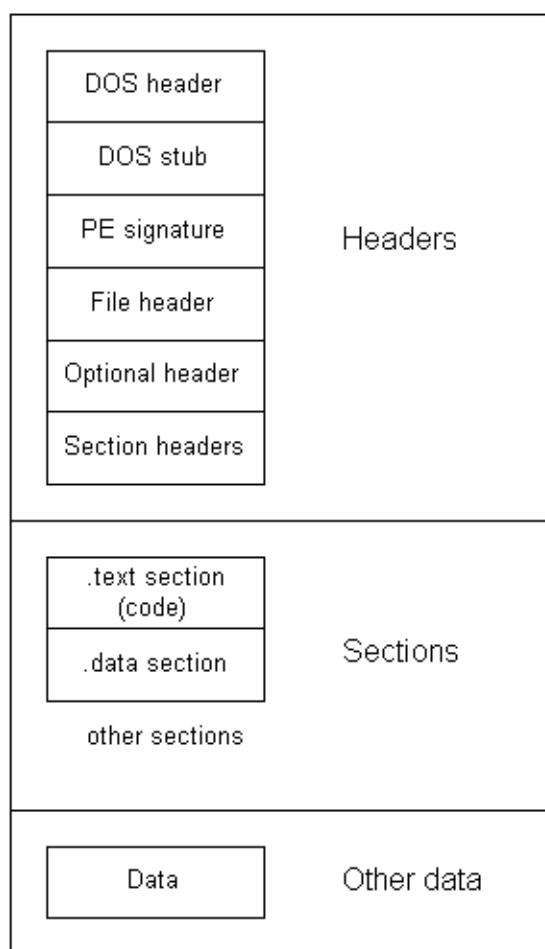 DOS header
DOS stub
PE signature
File header
Optional header
Section headers
Headers
.text section
(code)
.data section
other sections
Sections
Data
Other data